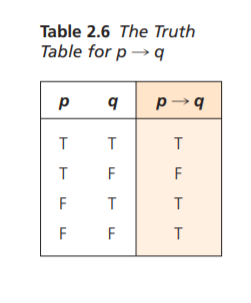 Table 2.6 The Truth
Table for p → q
p q p → q
T T T
T F F
F T T
F F T